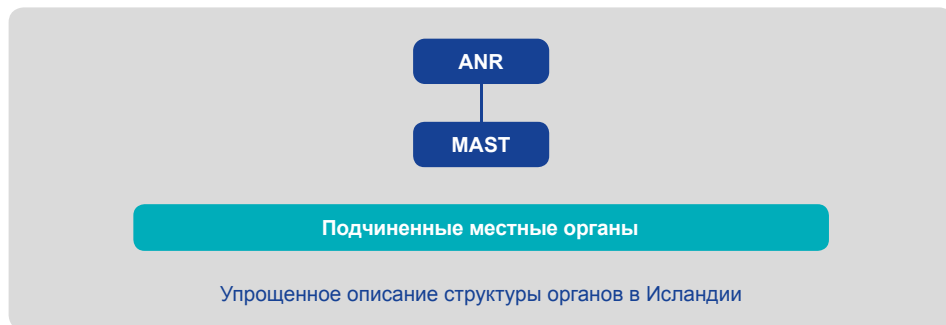 ANR
MAST
Подчиненные местные органы
Упрощенное описание структуры органов в Исландии